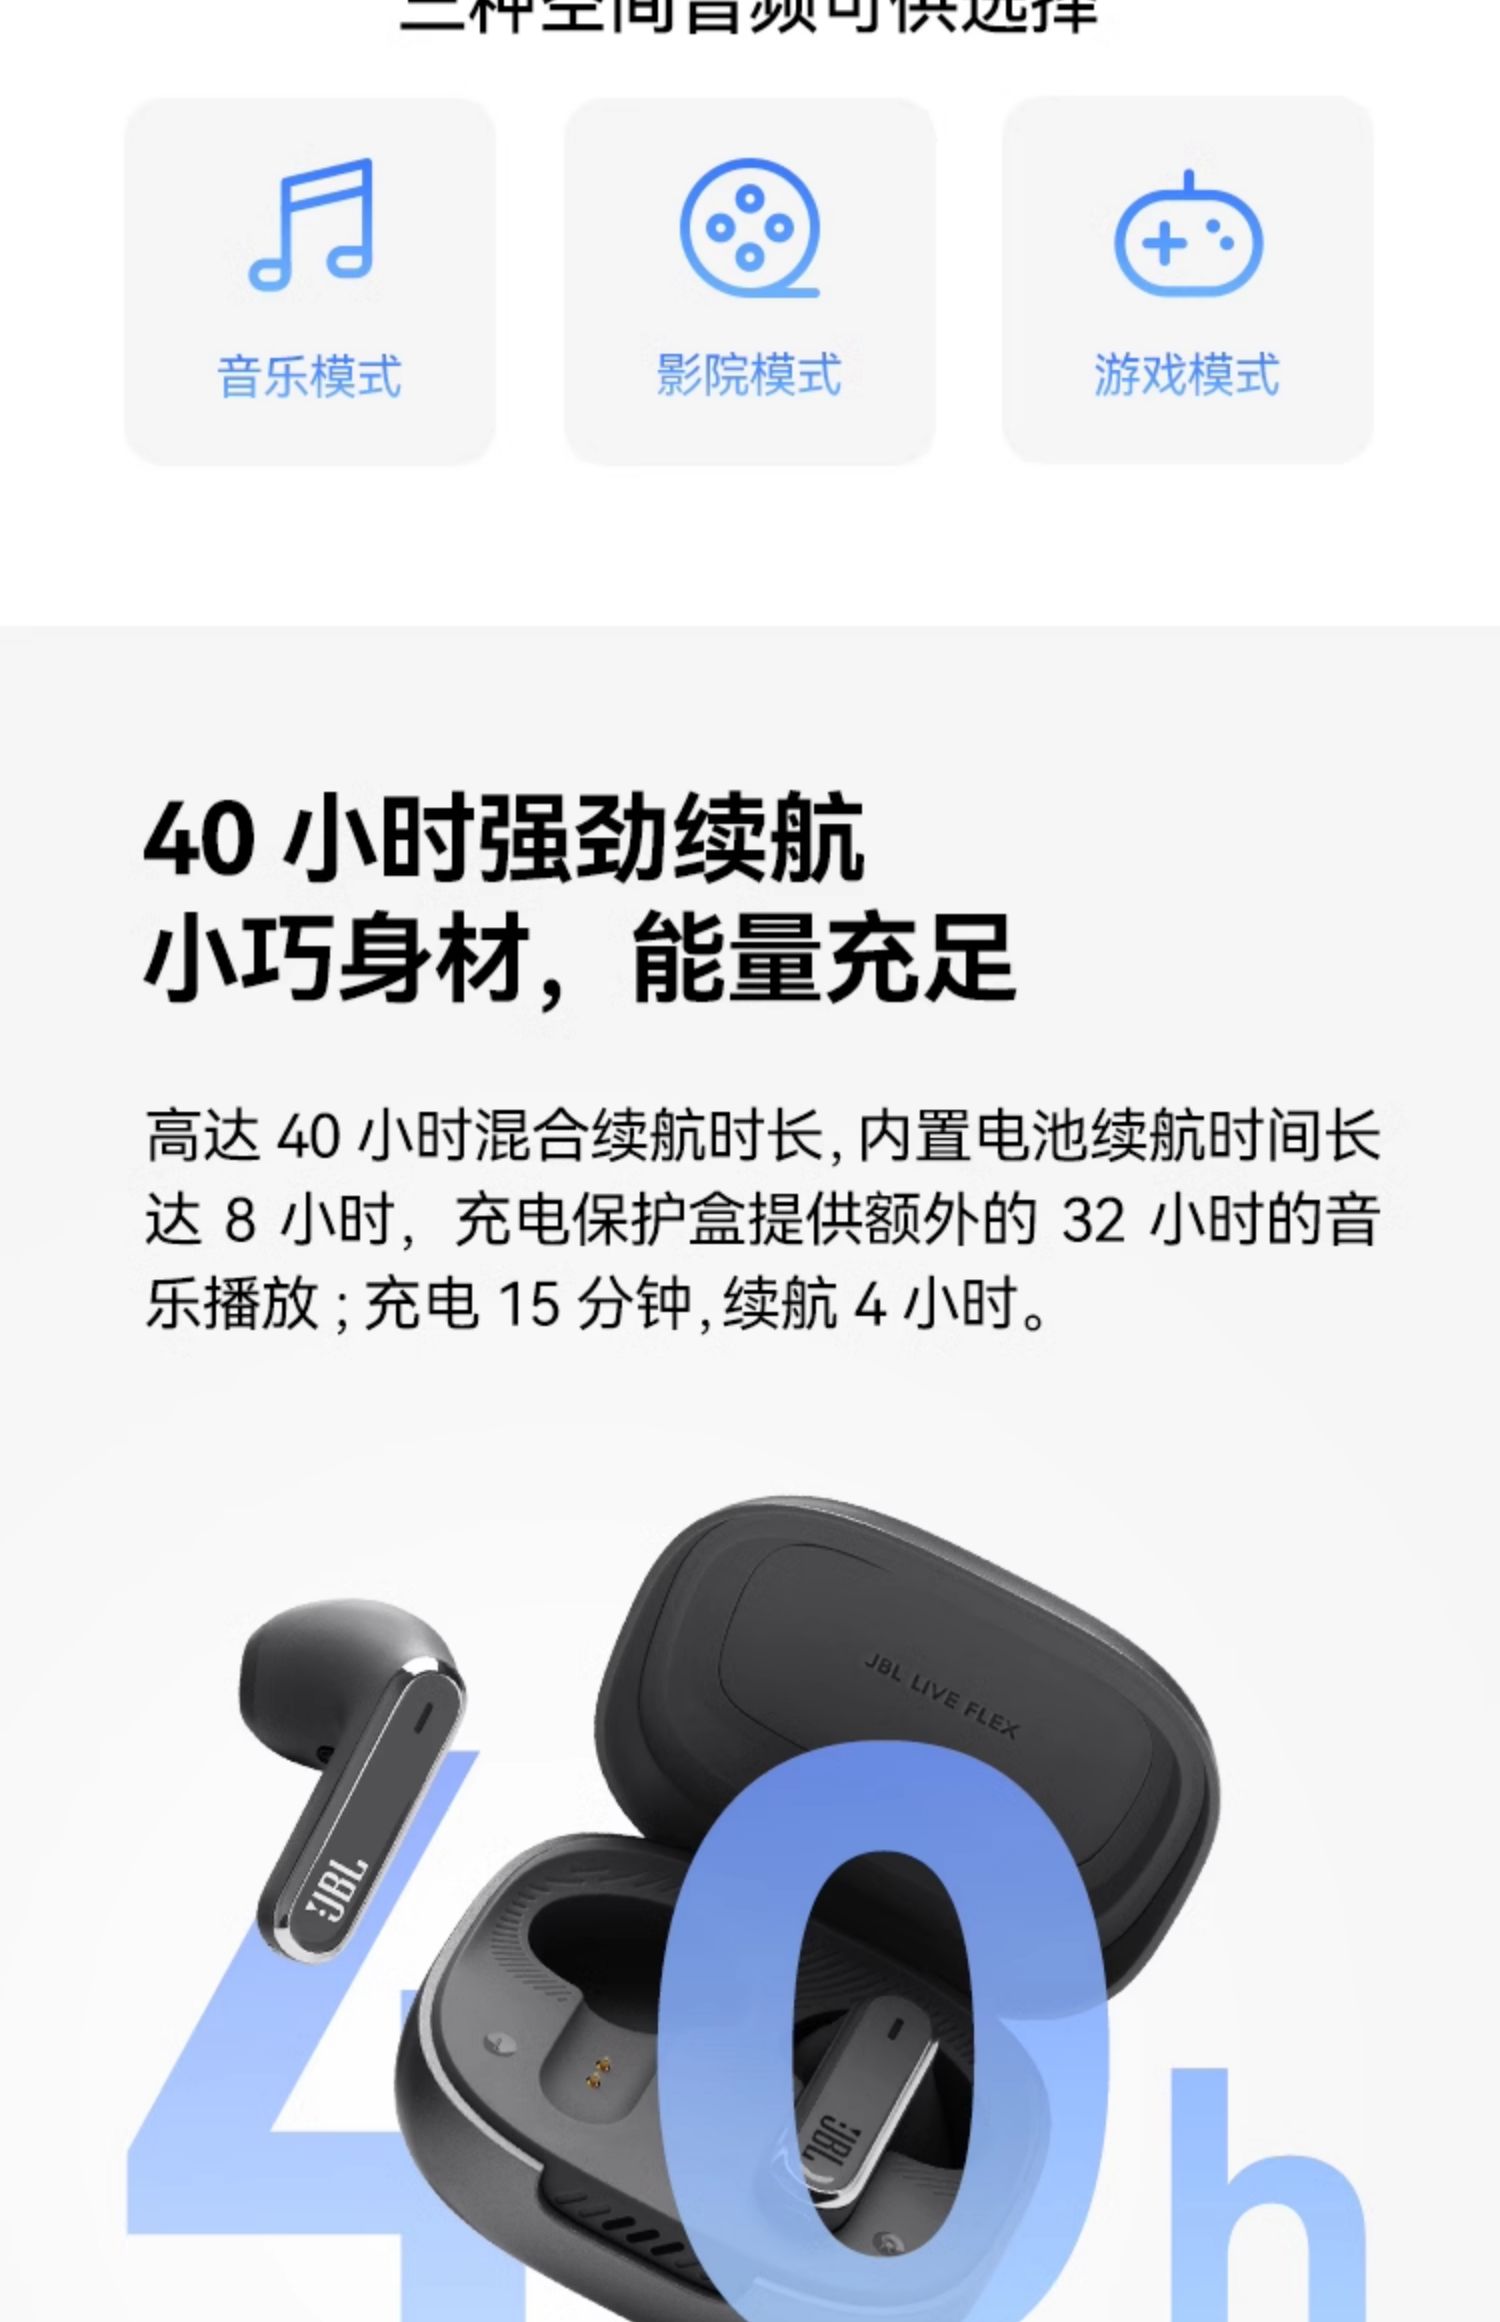 三种空间音频可供选择
音乐模式
影院模式
游戏模式
40 小时强劲续航
小巧身材，能量充足
高达 40 小时混合续航时长,内置电池续航时间长
达 8 小时，充电保护盒提供额外的 32 小时的音
乐播放;充电 15 分钟,续航 4 小时。
JBL LIVE FLEX
JBL
JBL
40h